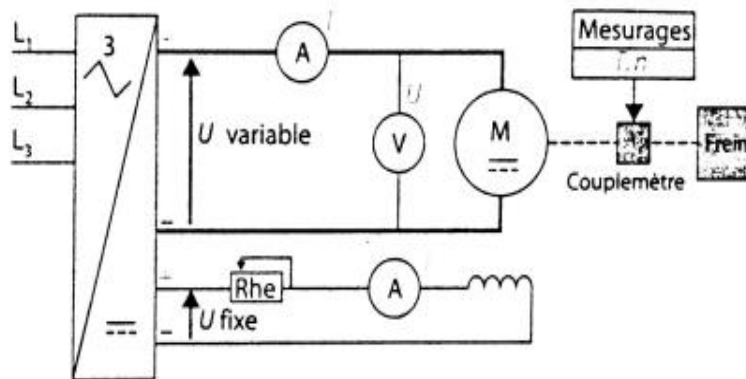 L1
L2
L3
3
-
A
I
U variable
U
V
M
Mesurages
T, n
Couplemètre
Frein
-
+
Rhe
A
U fixe
-